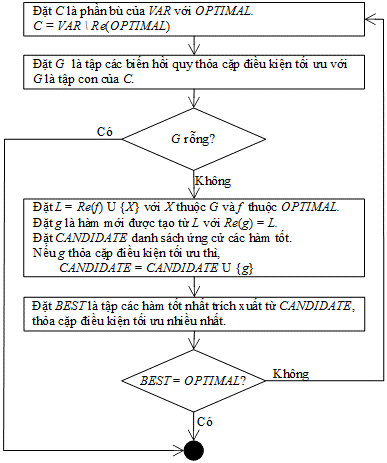 Đặt C là phần bù của VAR với OPTIMAL.
C = VAR \ Re(OPTIMAL)
Đặt G là tập các biến hồi quy thỏa cặp điều kiện tối ưu với
G là tập con của C.
Có
G rỗng?
Không
Đặt L = Re(f) U {X} với X thuộc G và f thuộc OPTIMAL.
Đặt g là hàm mới được tạo từ L với Re(g) = L.
Đặt CANDIDATE danh sách ứng cử các hàm tốt.
Nếu g thỏa cặp điều kiện tối ưu thì,
CANDIDATE = CANDIDATE U {g}
Đặt BEST là tập các hàm tốt nhất trích xuất từ CANDIDATE,
thỏa cặp điều kiện tối ưu nhiều nhất.
Không
BEST = OPTIMAL?
Có